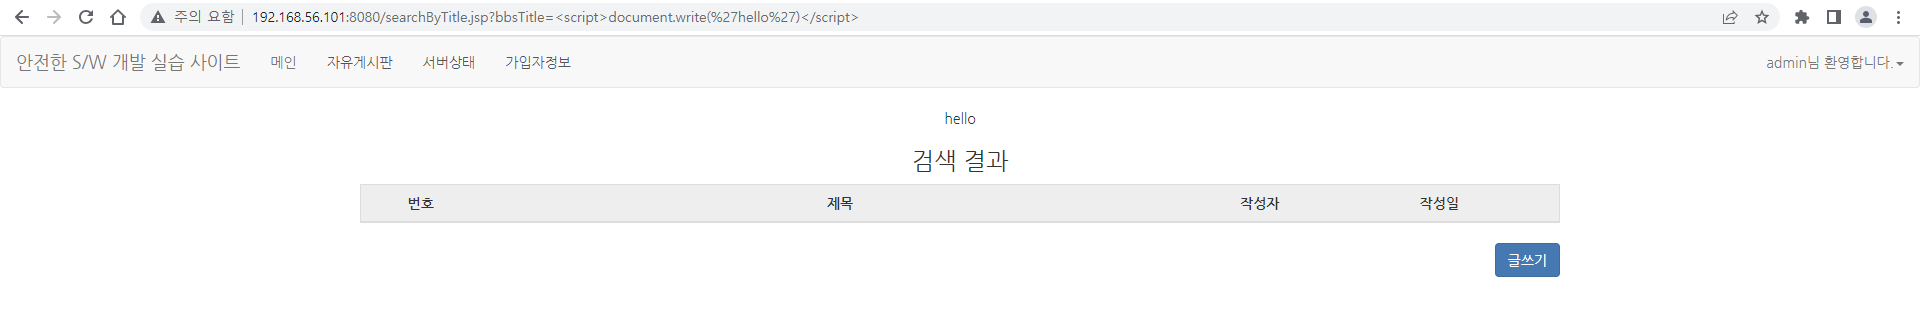 주의 요함 | 192.168.56.101:8080/searchByTitle.jsp?bbsTitle=<script>document.write(%27hello%27)</script>
안전한 S/W 개발 실습 사이트 메인 자유게시판 서버상태 가입자정보 admin님 환영합니다.
hello
검색 결과
번호 제목 작성자 작성일
글쓰기